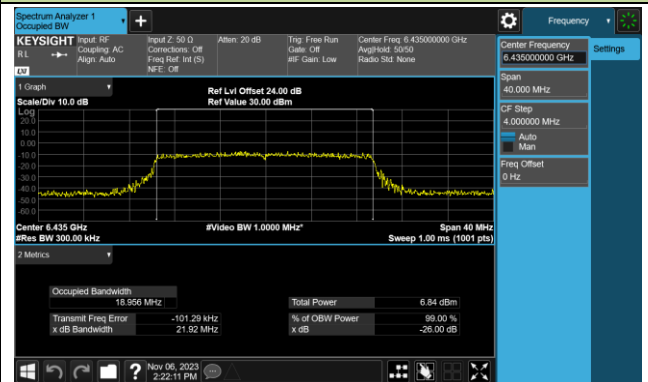 Spectrum Analyzer 1
Occupied BW
Frequency
KEYSIGHT
RL
LXI
Input: RF
Coupling: AC
Align: Auto
Input Z: 50 Ω
Corrections: Off
Freq Ref: Int (S)
NFE: Off
Atten: 20 dB
Trig: Free Run
Gate: Off
#IF Gain: Low
Center Freq: 6.435000000 GHz
Avg|Hold: 50/50
Radio Std: None
Center Frequency
6.435000000 GHz
Settings
Span
40.000 MHz
CF Step
4.000000 MHz
Auto
Man
Freq Offset
0 Hz
1 Graph
Scale/Div 10.0 dB
Ref Lvl Offset 24.00 dB
Ref Value 30.00 dBm
Log
20.0
10.0
0.00
-10.0
-20.0
-30.0
-40.0
-50.0
-60.0
Center 6.435 GHz
#Res BW 300.00 kHz
#Video BW 1.0000 MHz*
Span 40 MHz
Sweep 1.00 ms (1001 pts)
2 Metrics
Occupied Bandwidth
18.956 MHz
Total Power 6.84 dBm
Transmit Freq Error -101.29 kHz % of OBW Power 99.00 %
x dB Bandwidth 21.92 MHz x dB -26.00 dB
?
Nov 06, 2023
2:22:11 PM